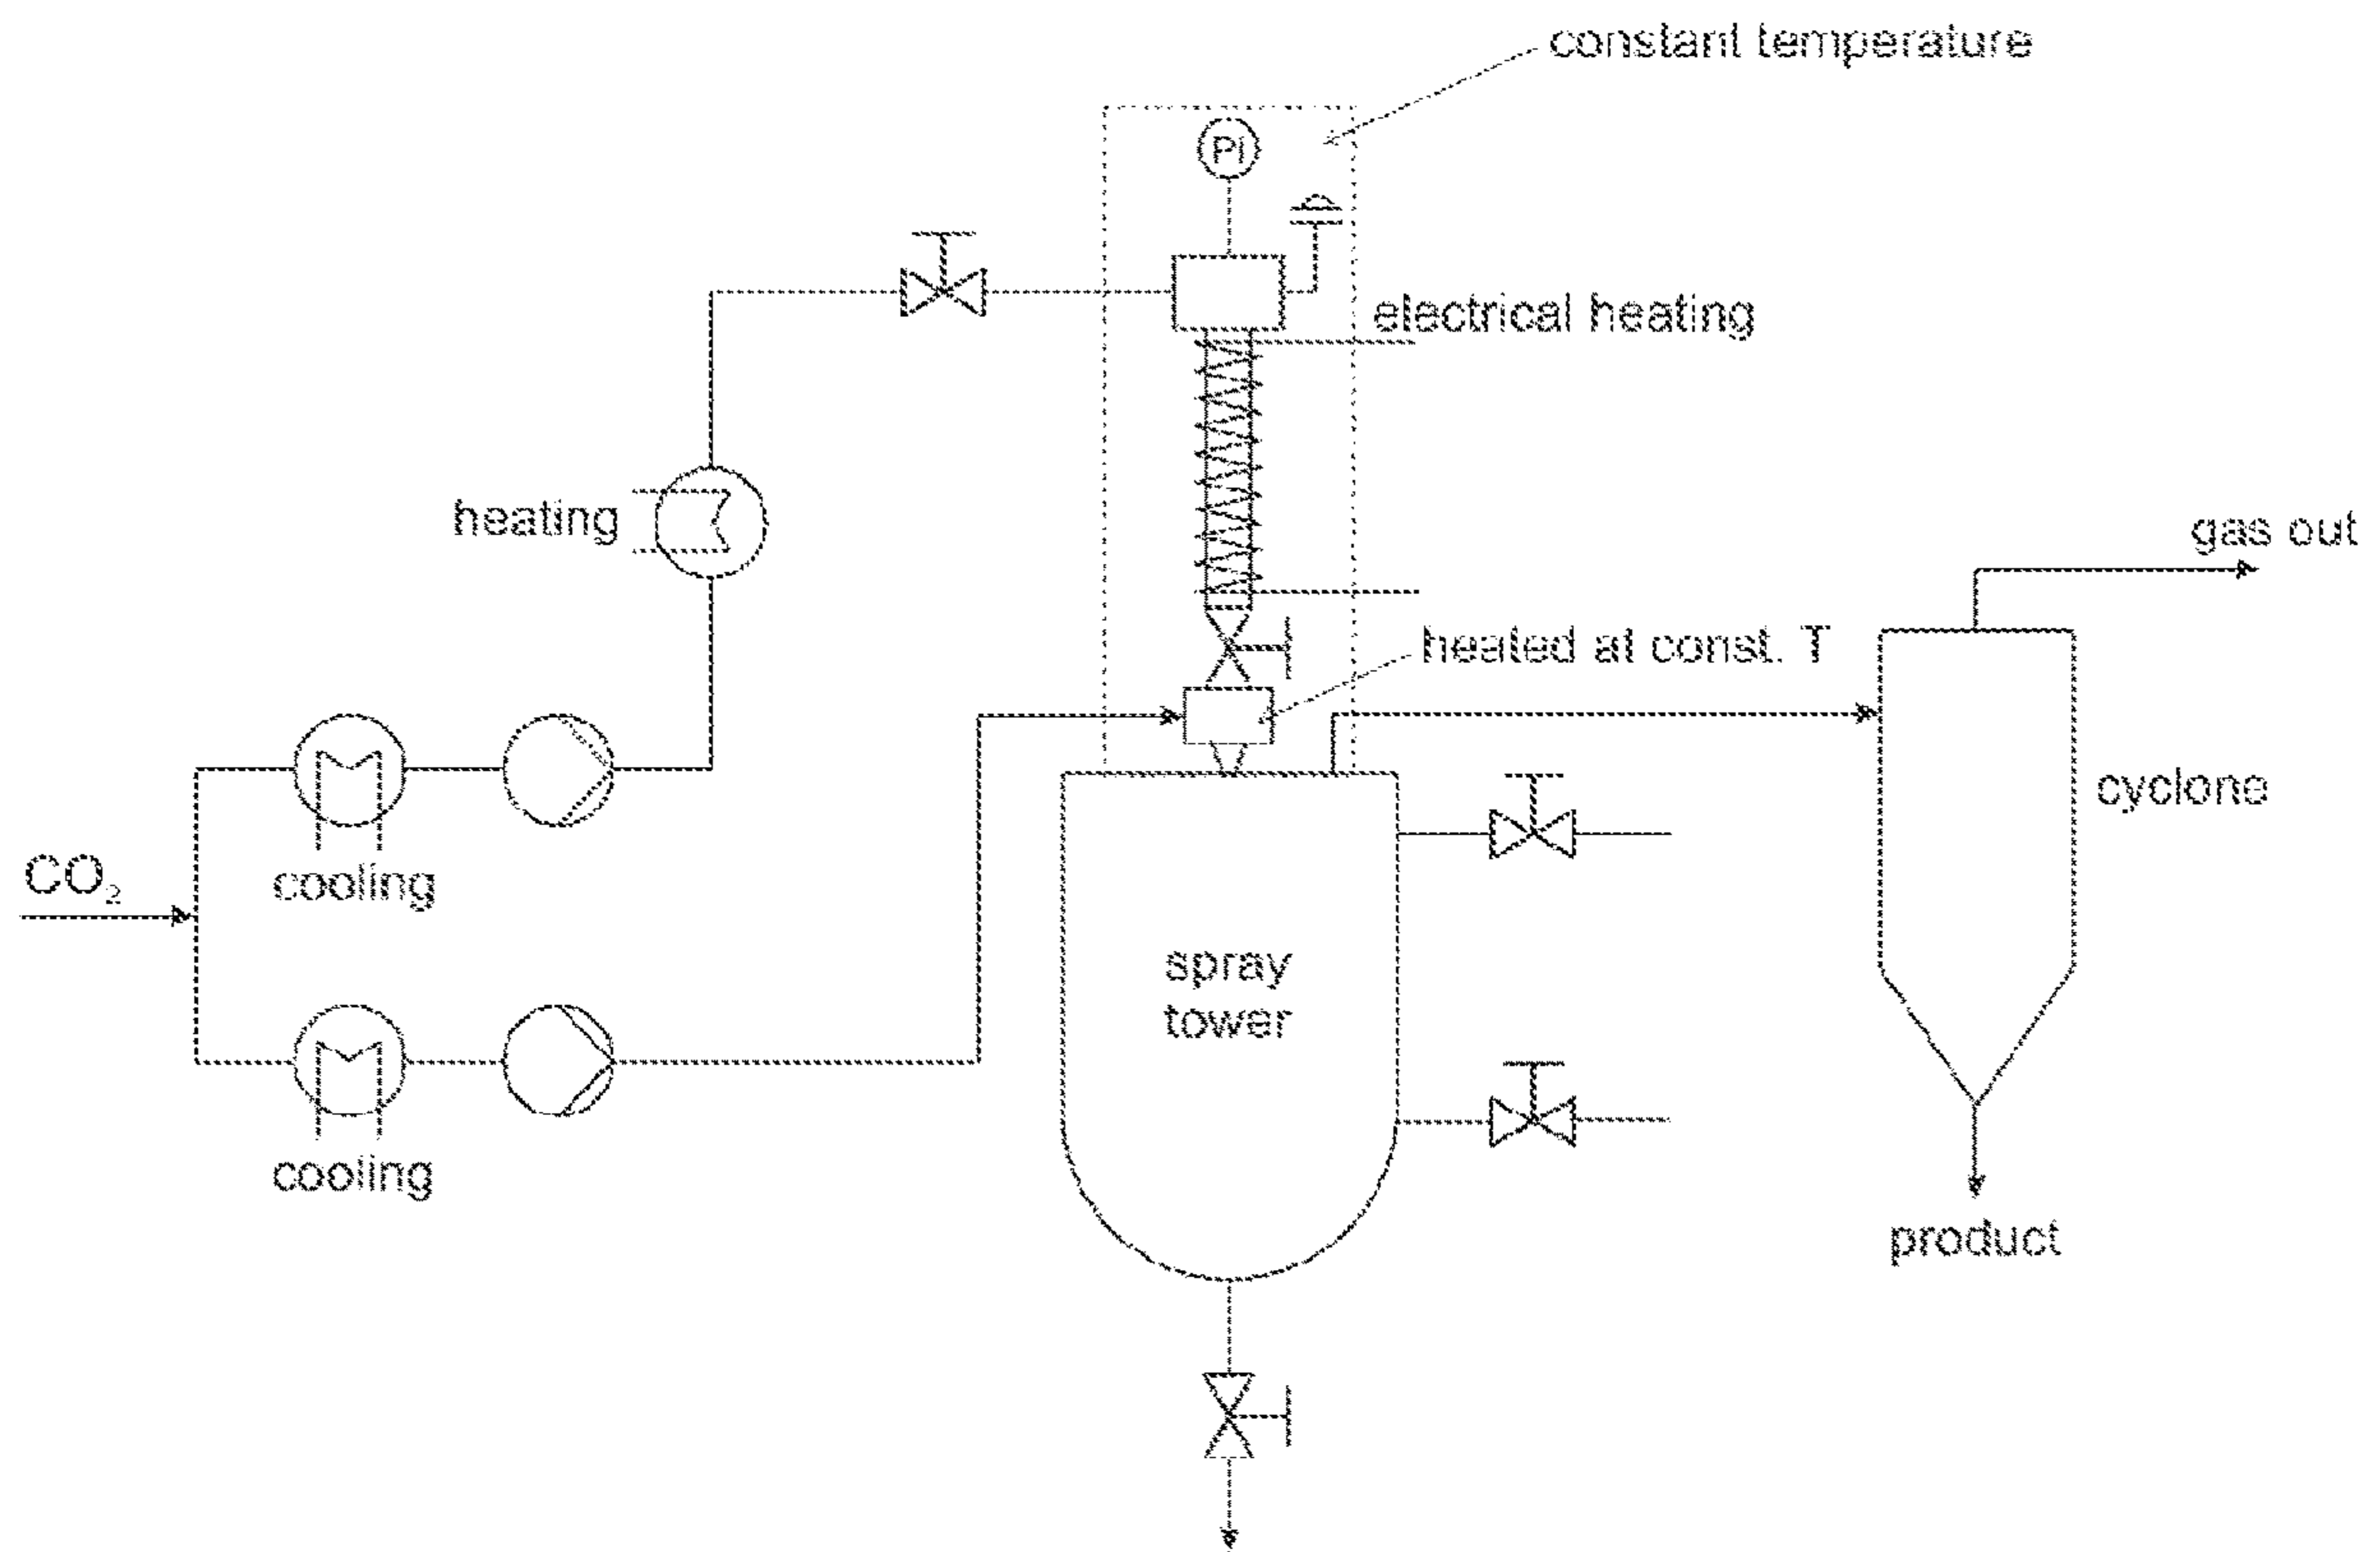 constant temperature
PI
electrical heating
heating
gas out
heated at const. T
cyclone
CO₂
cooling
spray
tower
cooling
product